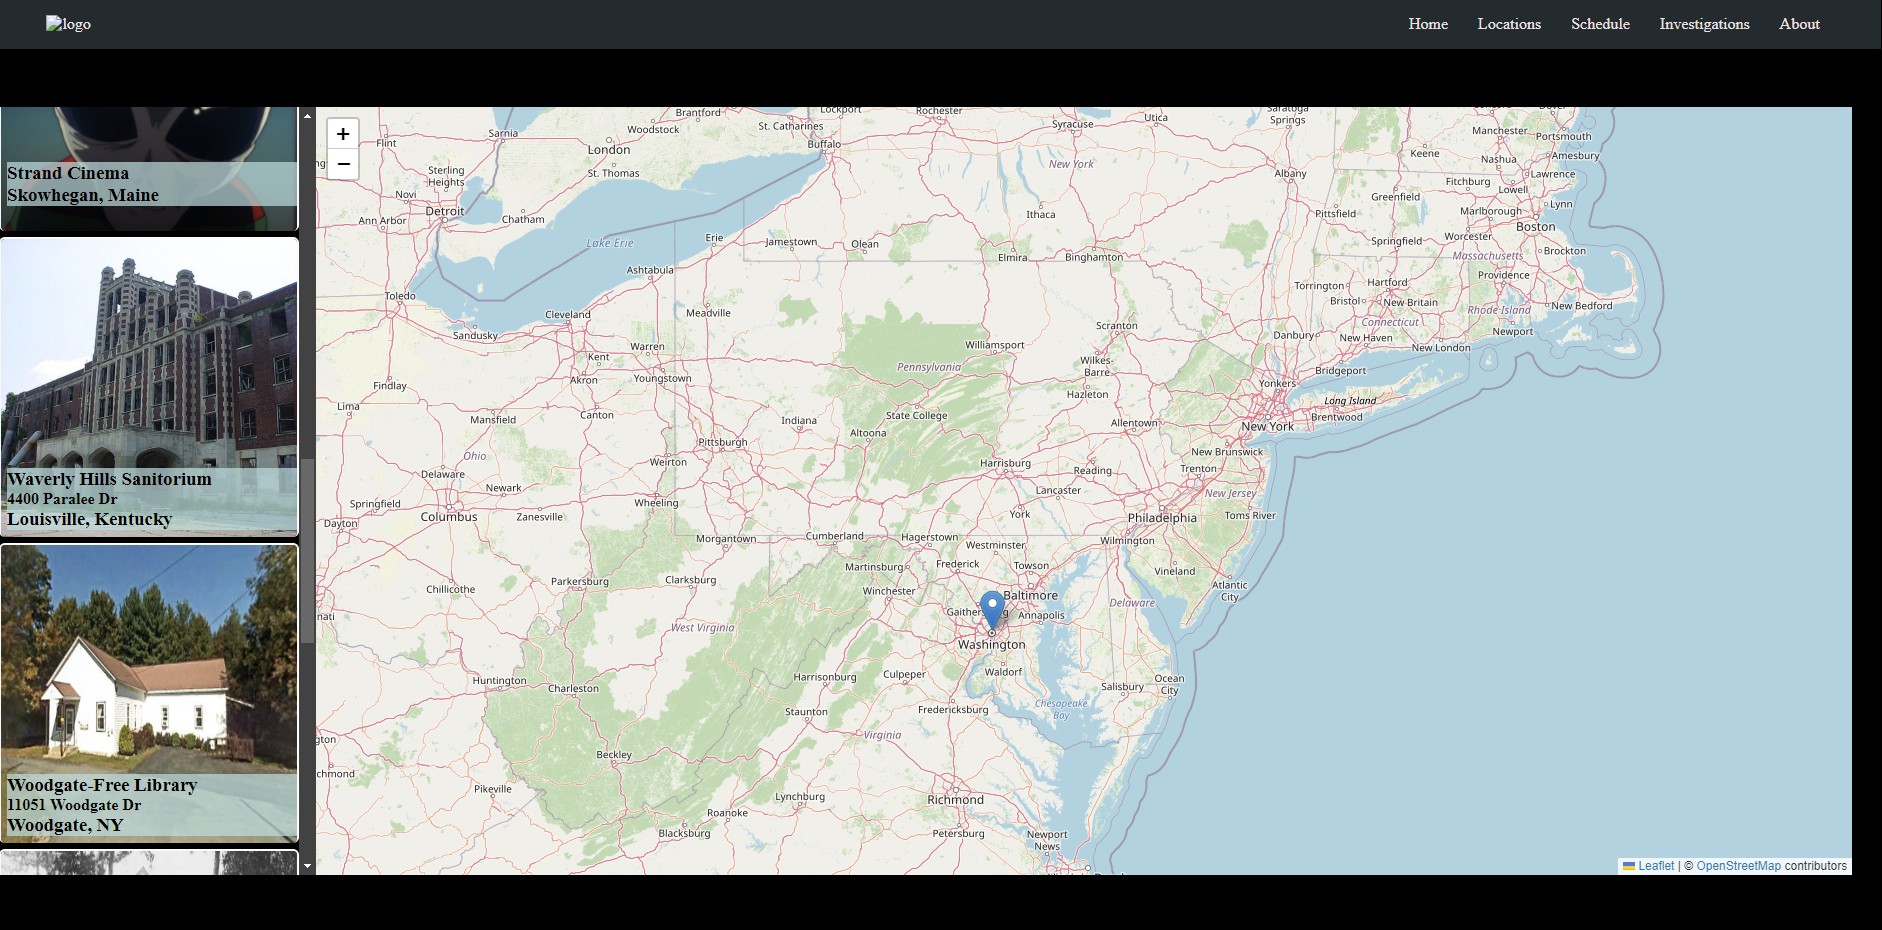 logo
Home Locations Schedule Investigations About
Strand Cinema
Skowhegan, Maine
Waverly Hills Sanitorium
4400 Paralee Dr
Louisville, Kentucky
Woodgate-Free Library
11051 Woodgate Dr
Woodgate, NY
+
−
Brantford
Lockport
Rochester
Saratoga
Springs
Sarnia
Woodstock
St. Catharines
Syracuse
Utica
Manchester
Portsmouth
Flint
London
Buffalo
Keene
Nashua
Amesbury
Sterling
Heights
St. Thomas
New York
Albany
Fitchburg
Lowell
Lawrence
Novi
Greenfield
Ann Arbor
Detroit
Chatham
Ithaca
Pittsfield
Marlborough
Lynn
Boston
Lake Erie
Erie
Jamestown
Olean
Elmira
Binghamton
Springfield
Worcester
Brockton
Massachusetts
Ashtabula
Providence
Toledo
Torrington
Hartford
Bristol
New Britain
New Bedford
Rhode Island
Cleveland
Meadville
Sandusky
Scranton
Danbury
Connecticut
New Haven
Newport
New London
Warren
Kent
Williamsport
Wilkes-
Barre
Findlay
Akron
Youngstown
Pennsylvania
Yonkers
Bridgeport
Hazleton
Lima
Mansfield
Canton
Indiana
State College
Long Island
Brentwood
Allentown
New York
Altoona
Pittsburgh
Ohio
Weirton
Harrisburg
Reading
New Brunswick
Trenton
Delaware
Newark
Lancaster
New Jersey
Springfield
Wheeling
Dayton
Columbus
Zanesville
York
Philadelphia
Toms River
Morgantown
Cumberland
Hagerstown
Westminster
Wilmington
Martinsburg
Frederick
Towson
Vineland
Chillicothe
Parkersburg
Clarksburg
Winchester
Baltimore
Atlantic
City
Delaware
Annapolis
West Virginia
Washington
Waldorf
Huntington
Charleston
Harrisonburg
Culpeper
Salisbury
Ocean
City
Chesapeake
Bay
Staunton
Fredericksburg
Virginia
Beckley
Pikeville
Lynchburg
Richmond
Roanoke
Blacksburg
Petersburg
Newport
News
Leaflet | © OpenStreetMap contributors